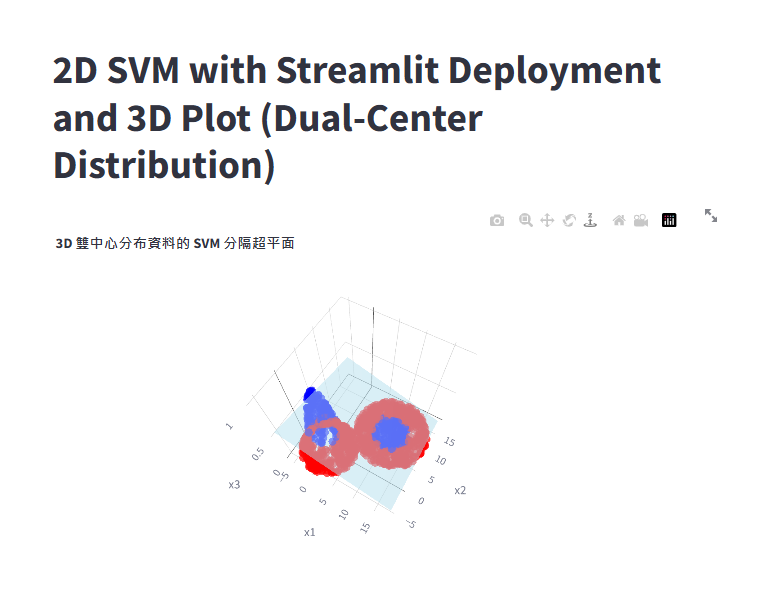 2D SVM with Streamlit Deployment
and 3D Plot (Dual-Center
Distribution)
z
3D 雙中心分布資料的 SVM 分隔超平面
1
0.5
0
x3
−5
0
5
10
15
x1
15
10
5
0
−5
x2